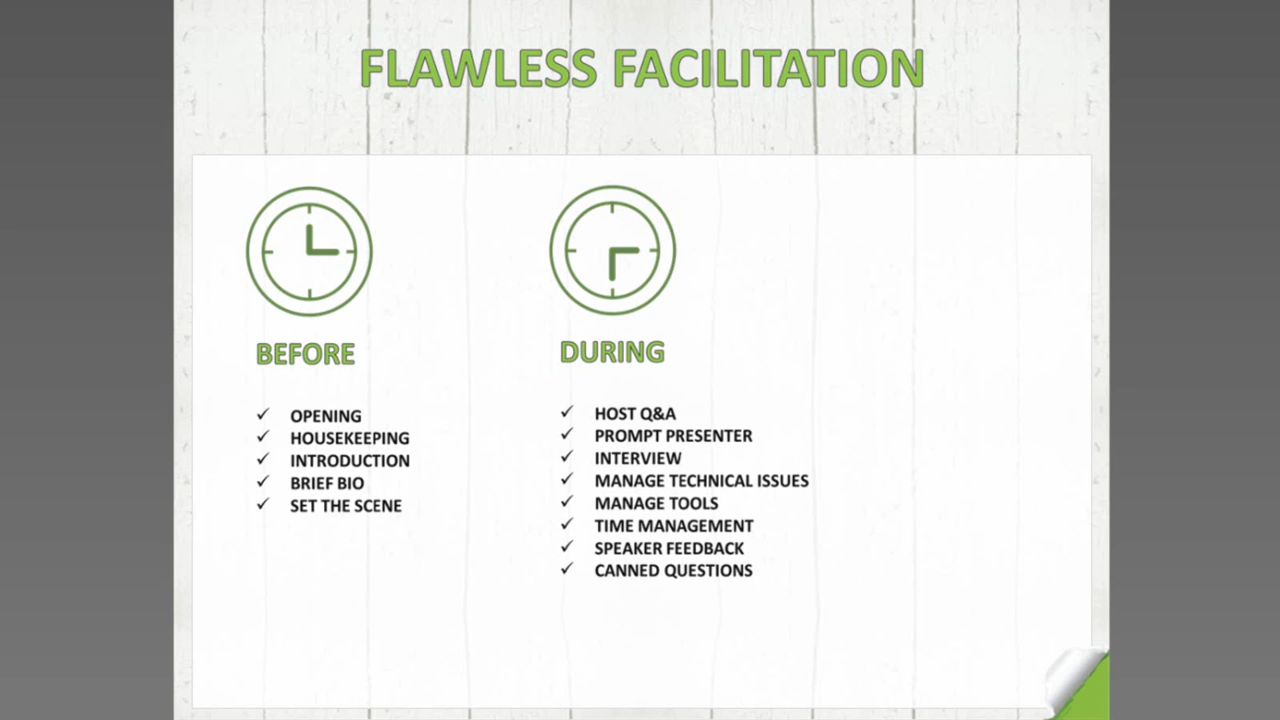 FLAWLESS FACILITATION
BEFORE
OPENING
HOUSEKEEPING
INTRODUCTION
BRIEF BIO
SET THE SCENE
DURING
HOST Q&A
PROMPT PRESENTER
INTERVIEW
MANAGE TECHNICAL ISSUES
MANAGE TOOLS
TIME MANAGEMENT
SPEAKER FEEDBACK
CANNED QUESTIONS